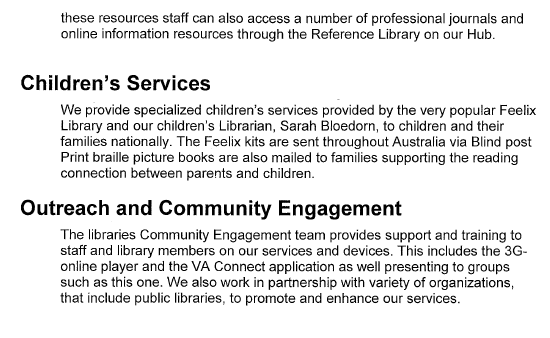 these resources staff can also access a number of professional journals and
online information resources through the Reference Library on our Hub.
Children's Services
We provide specialized children's services provided by the very popular Feelix
Library and our children's Librarian, Sarah Bloedorn, to children and their
families nationally. The Feelix kits are sent throughout Australia via Blind post
Print braille picture books are also mailed to families supporting the reading
connection between parents and children.
Outreach and Community Engagement
The libraries Community Engagement team provides support and training to
staff and library members on our services and devices. This includes the 3G-
online player and the VA Connect application as well presenting to groups
such as this one. We also work in partnership with variety of organizations,
that include public libraries, to promote and enhance our services.